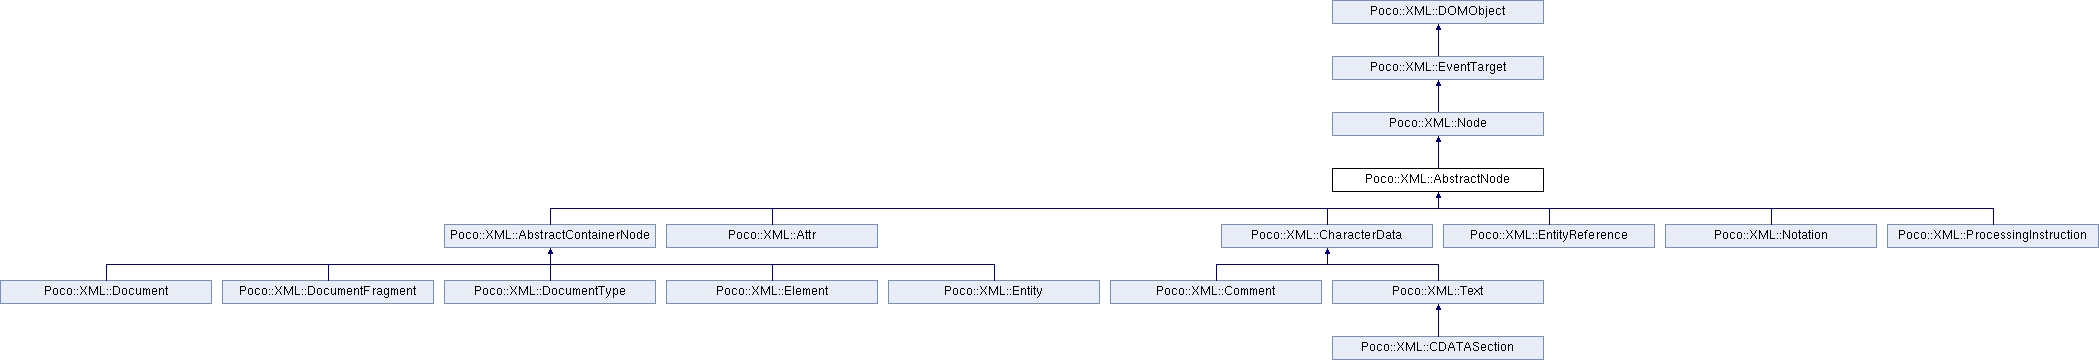 Poco::XML::DOMObject
Poco::XML::EventTarget
Poco::XML::Node
Poco::XML::AbstractNode
Poco::XML::AbstractContainerNode
Poco::XML::Attr
Poco::XML::CharacterData
Poco::XML::EntityReference
Poco::XML::Notation
Poco::XML::ProcessingInstruction
Poco::XML::Document
Poco::XML::DocumentFragment
Poco::XML::DocumentType
Poco::XML::Element
Poco::XML::Entity
Poco::XML::Comment
Poco::XML::Text
Poco::XML::CDATASection